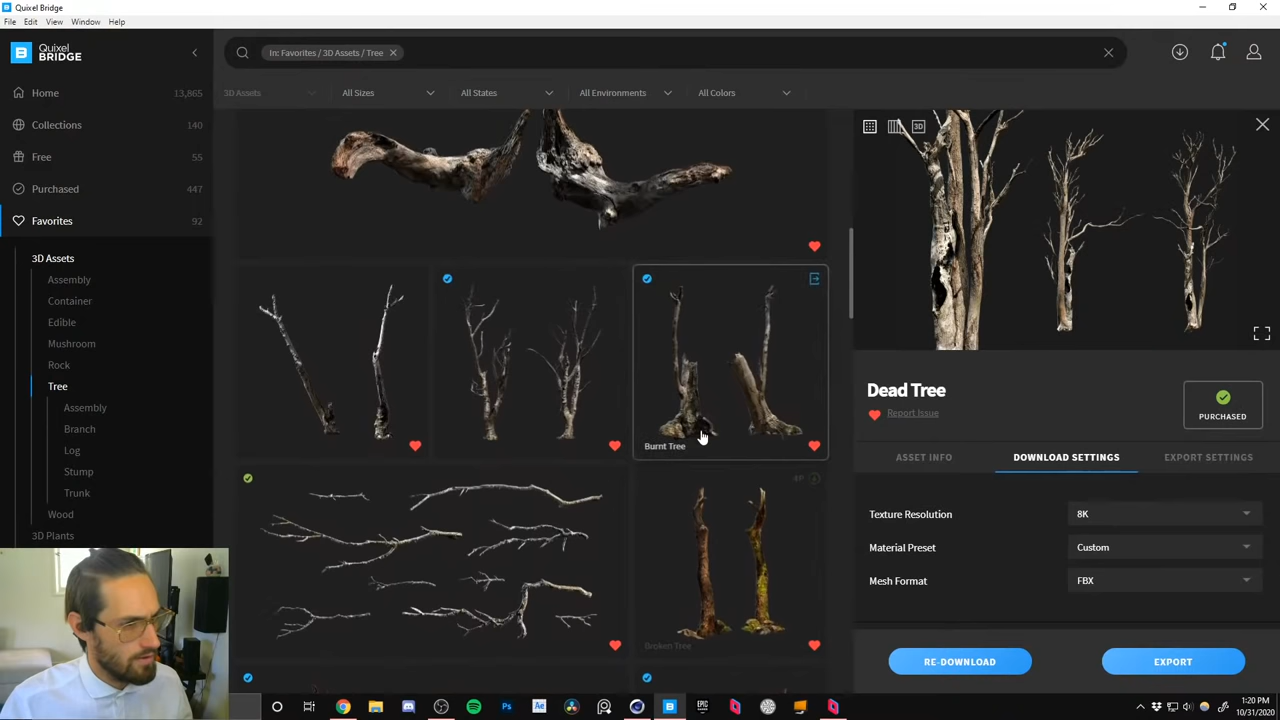 Quixel Bridge
File Edit View Window Help
Quixel
BRIDGE
In: Favorites / 3D Assets / Tree
3D Assets All Sizes All States All Environments All Colors
Home 13,865
Collections 140
Free 55
Purchased 447
Favorites 92
3D Assets
Assembly
Container
Edible
Mushroom
Rock
Tree
Assembly
Branch
Log
Stump
Trunk
Wood
3D Plants
Burnt Tree
Broken Tree
3D
Dead Tree
Report Issue
PURCHASED
ASSET INFO DOWNLOAD SETTINGS EXPORT SETTINGS
Texture Resolution 8K
Material Preset Custom
Mesh Format FBX
RE-DOWNLOAD EXPORT
1:20 PM
10/31/2020